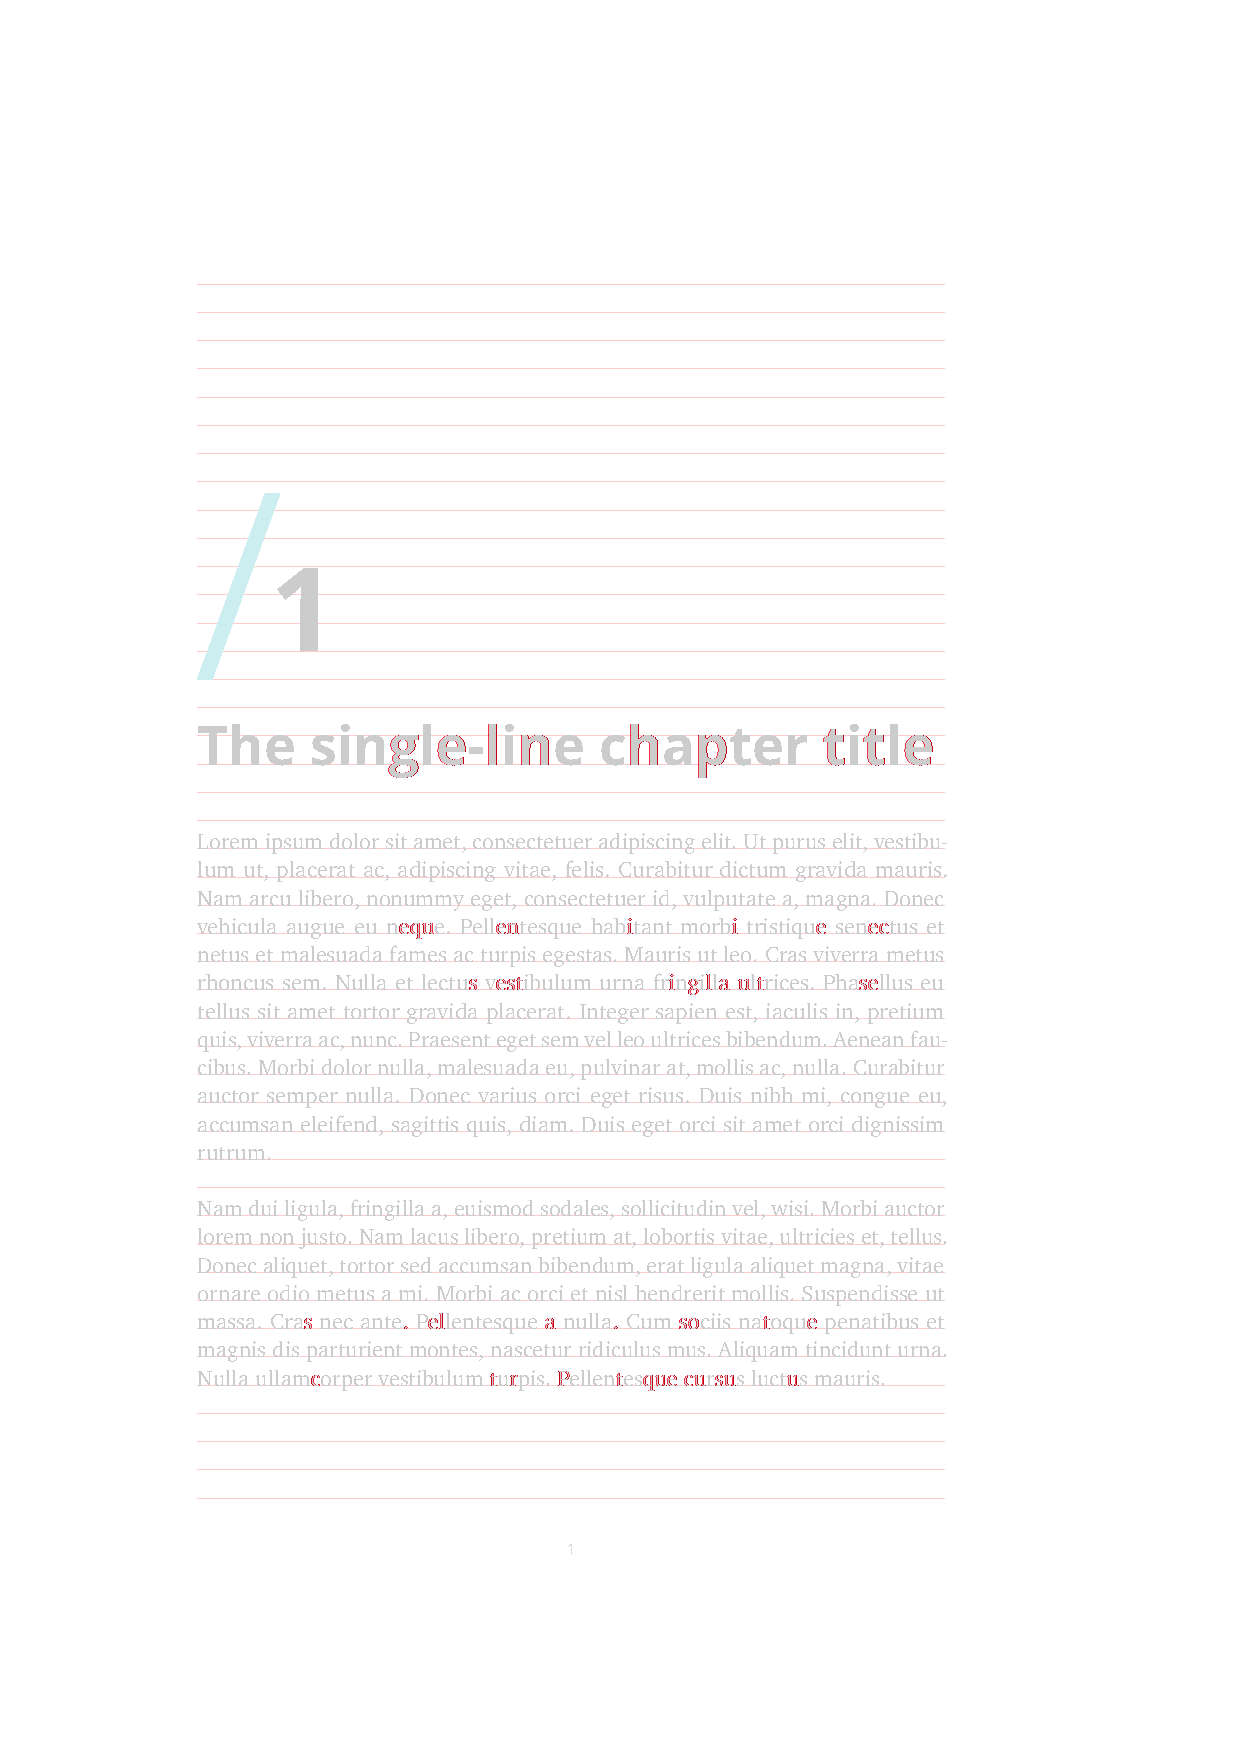 /1
The single-line chapter title
Lorem ipsum dolor sit amet, consectetuer adipiscing elit. Ut purus elit, vestibu-
lum ut, placerat ac, adipiscing vitae, felis. Curabitur dictum gravida mauris.
Nam arcu libero, nonummy eget, consectetuer id, vulputate a, magna. Donec
vehicula augue eu neque. Pellentesque habitant morbi tristique senectus et
netus et malesuada fames ac turpis egestas. Mauris ut leo. Cras viverra metus
rhoncus sem. Nulla et lectus vestibulum urna fringilla ultrices. Phasellus eu
tellus sit amet tortor gravida placerat. Integer sapien est, iaculis in, pretium
quis, viverra ac, nunc. Praesent eget sem vel leo ultrices bibendum. Aenean fau-
cibus. Morbi dolor nulla, malesuada eu, pulvinar at, mollis ac, nulla. Curabitur
auctor semper nulla. Donec varius orci eget risus. Duis nibh mi, congue eu,
accumsan eleifend, sagittis quis, diam. Duis eget orci sit amet orci dignissim
rutrum.
Nam dui ligula, fringilla a, euismod sodales, sollicitudin vel, wisi. Morbi auctor
lorem non justo. Nam lacus libero, pretium at, lobortis vitae, ultricies et, tellus.
Donec aliquet, tortor sed accumsan bibendum, erat ligula aliquet magna, vitae
ornare odio metus a mi. Morbi ac orci et nisl hendrerit mollis. Suspendisse ut
massa. Cras nec ante. Pellentesque a nulla. Cum sociis natoque penatibus et
magnis dis parturient montes, nascetur ridiculus mus. Aliquam tincidunt urna.
Nulla ullamcorper vestibulum turpis. Pellentesque cursus luctus mauris.
1